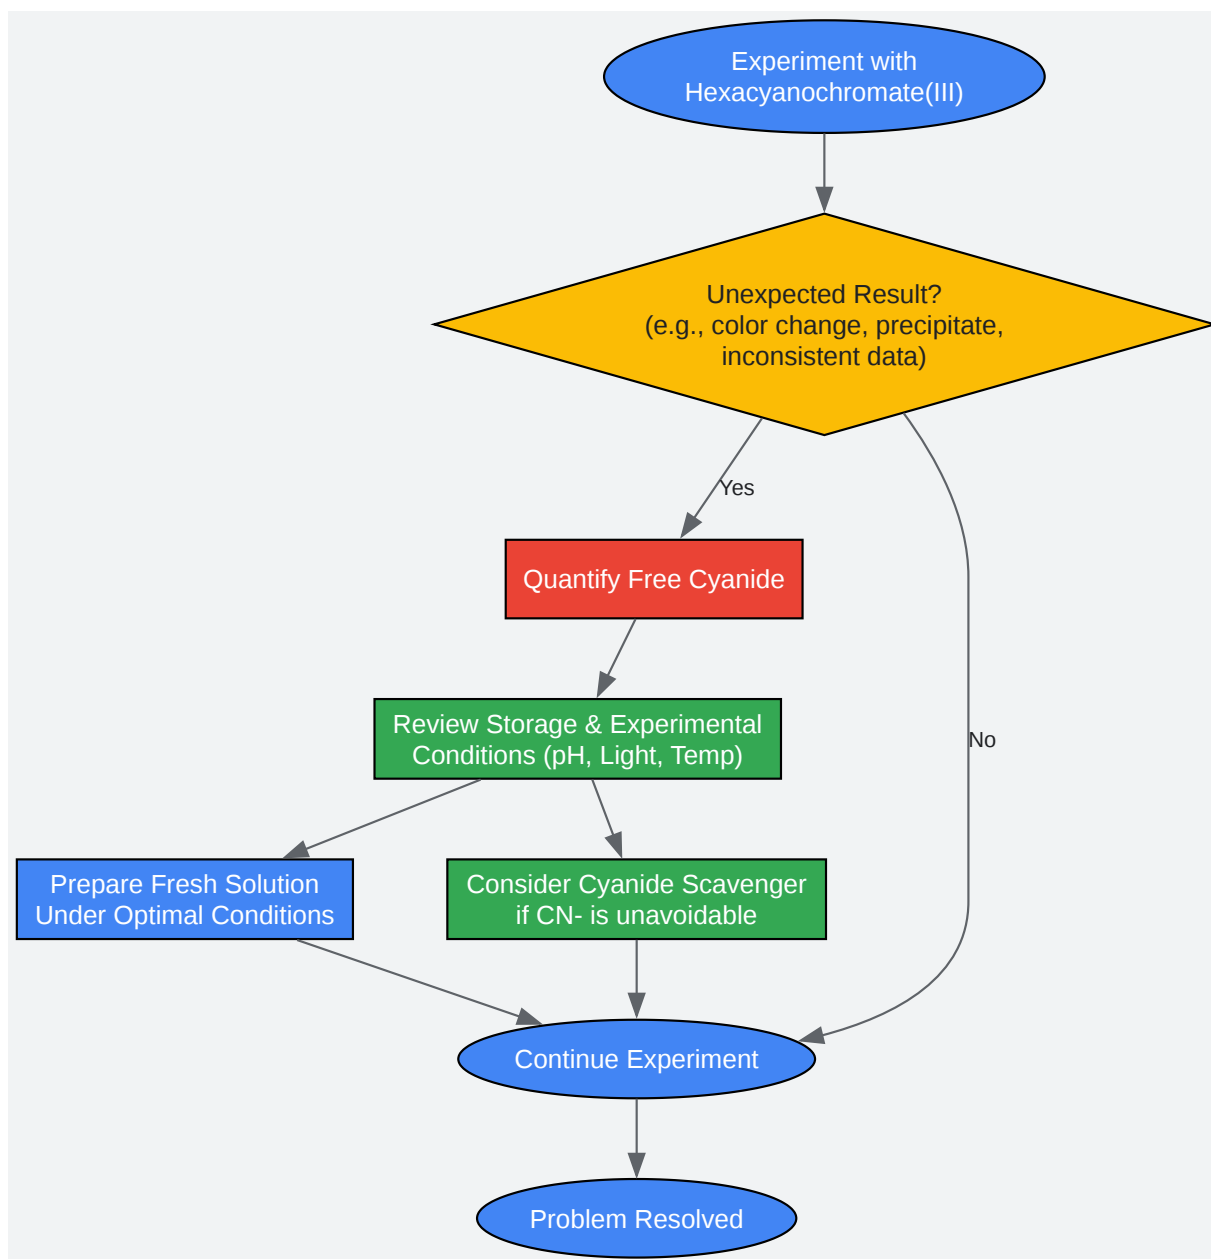 Experiment with
Hexacyanochromate(III)
Unexpected Result?
(e.g., color change, precipitate,
inconsistent data)
Yes
Quantify Free Cyanide
Review Storage & Experimental
Conditions (pH, Light, Temp)
No
Prepare Fresh Solution
Under Optimal Conditions
Consider Cyanide Scavenger
if CN- is unavoidable
Continue Experiment
Problem Resolved